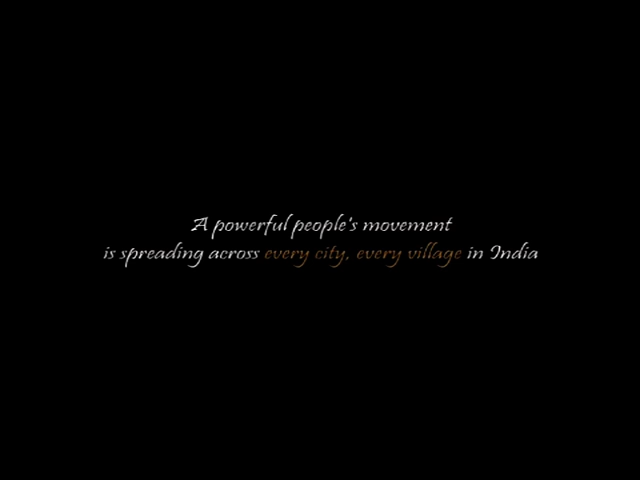 A powerful people's movement
is spreading across every city, every village in India